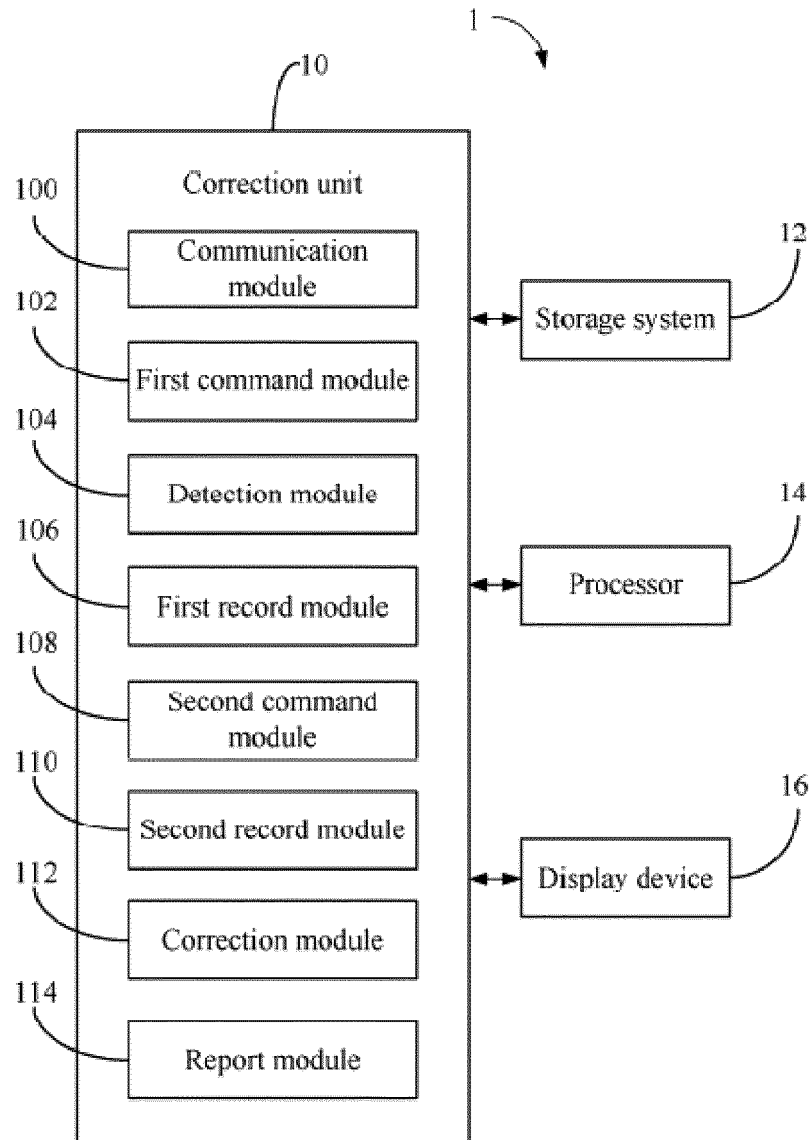 1
10
Correction unit
100
Communication
module
12
Storage system
102
First command module
104
Detection module
14
Processor
106
First record module
108
Second command
module
110
Second record module
16
Display device
112
Correction module
114
Report module